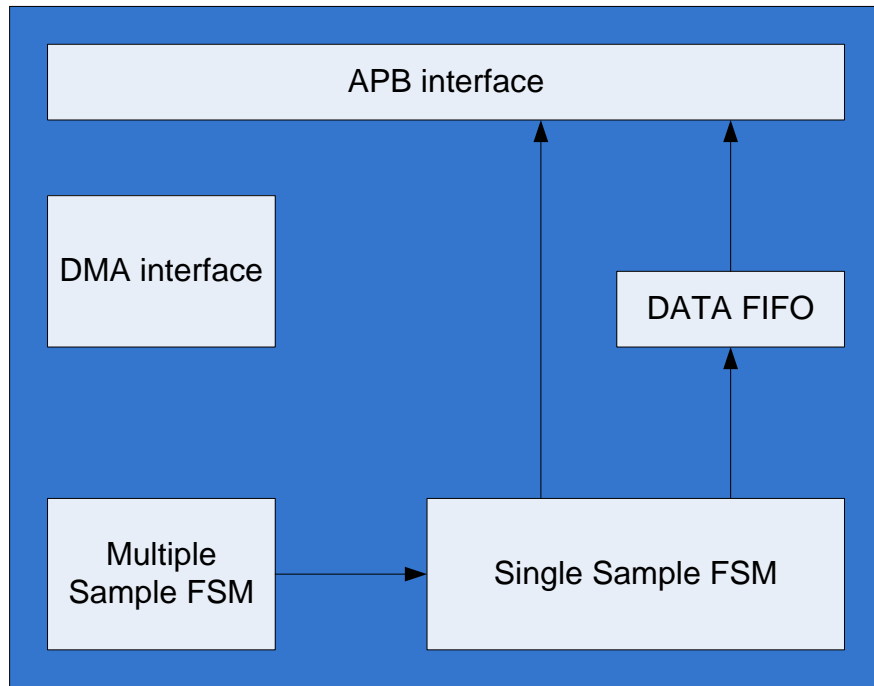 APB interface
DMA interface
DATA FIFO
Multiple
Sample FSM
Single Sample FSM